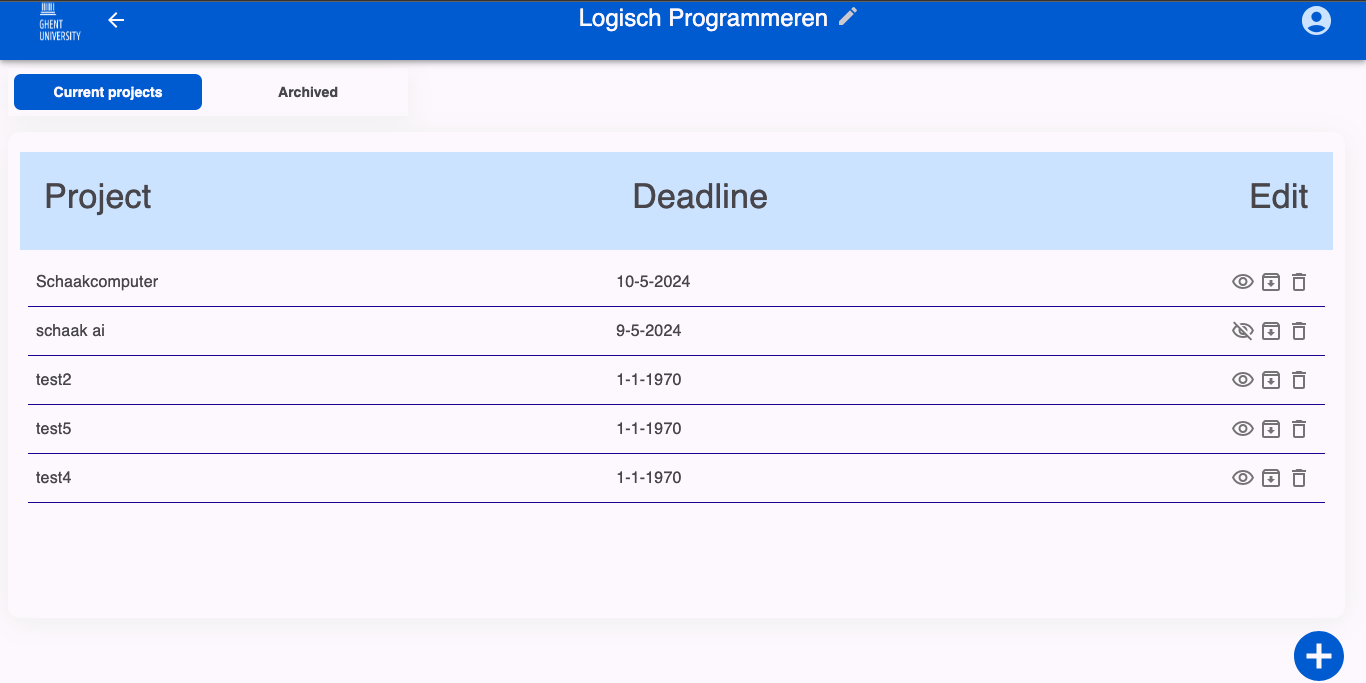 GHENT
UNIVERSITY
Logisch Programmeren
Current projects
Archived
Project
Deadline
Edit
Schaakcomputer
10-5-2024
schaak ai
9-5-2024
test2
1-1-1970
test5
1-1-1970
test4
1-1-1970